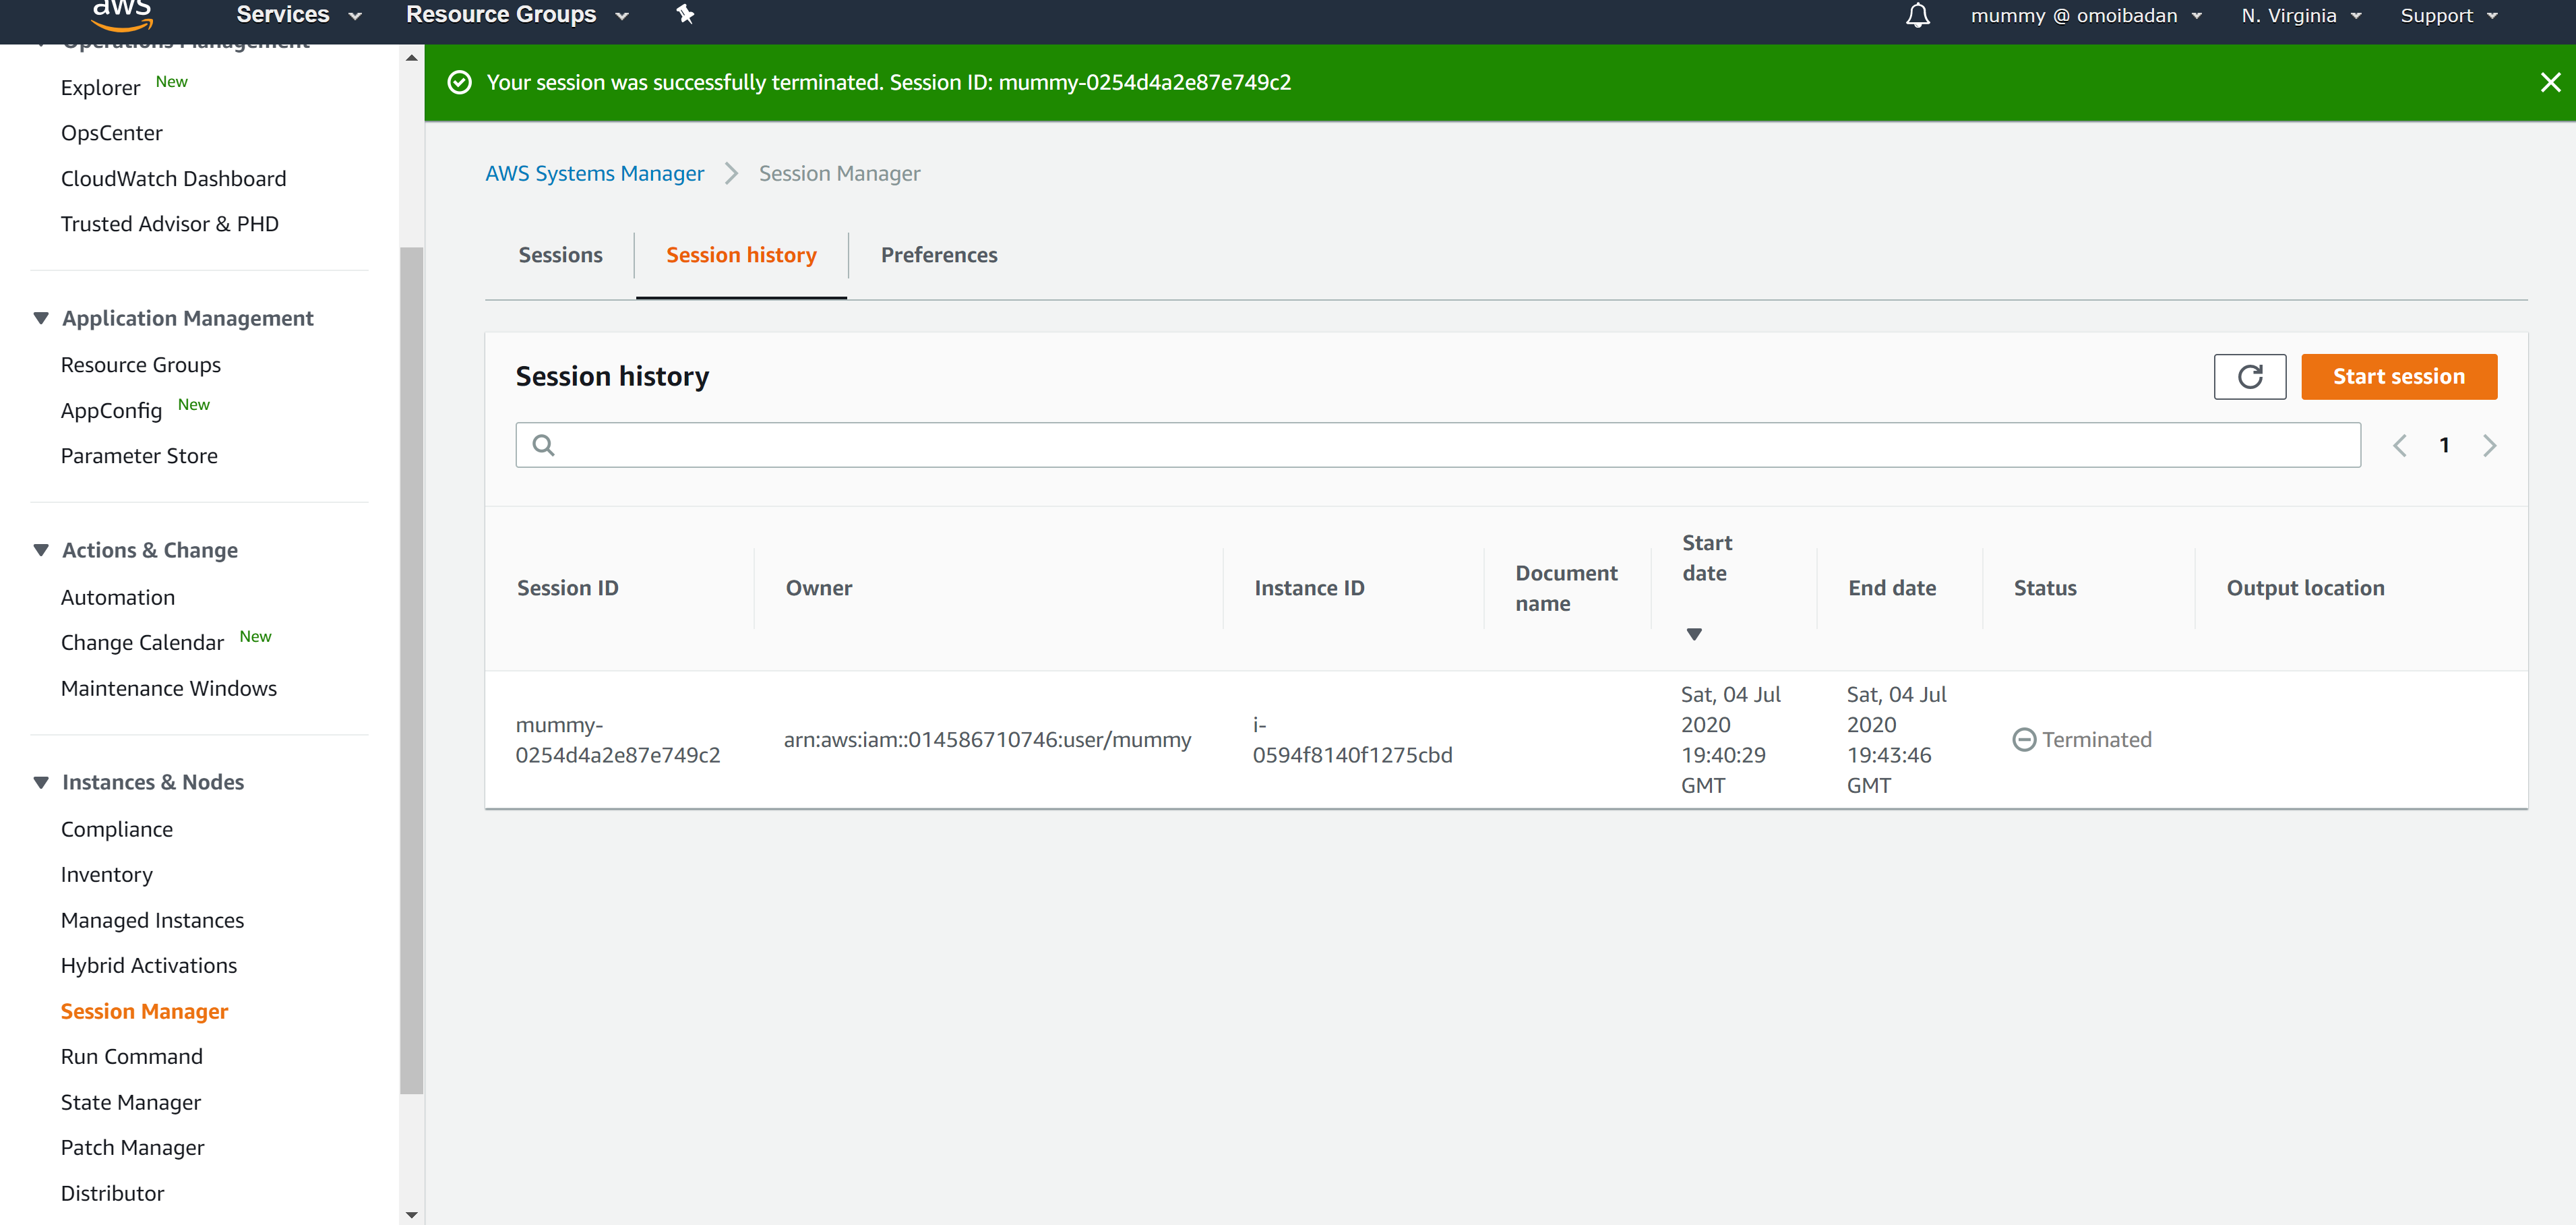 aws
Services
Resource Groups
mummy @ omoibadan
N. Virginia
Support
Operations Management
Explorer New
OpsCenter
CloudWatch Dashboard
Trusted Advisor & PHD
Application Management
Resource Groups
AppConfig New
Parameter Store
Actions & Change
Automation
Change Calendar New
Maintenance Windows
Instances & Nodes
Compliance
Inventory
Managed Instances
Hybrid Activations
Session Manager
Run Command
State Manager
Patch Manager
Distributor
Your session was successfully terminated. Session ID: mummy-0254d4a2e87e749c2
AWS Systems Manager
Session Manager
Sessions
Session history
Preferences
Session history
Start session
1
Session ID
Owner
Instance ID
Document
name
Start
date
End date
Status
Output location
mummy-
0254d4a2e87e749c2
arn:aws:iam::014586710746:user/mummy
i-
0594f8140f1275cbd
Sat, 04 Jul
2020
19:40:29
GMT
Sat, 04 Jul
2020
19:43:46
GMT
Terminated